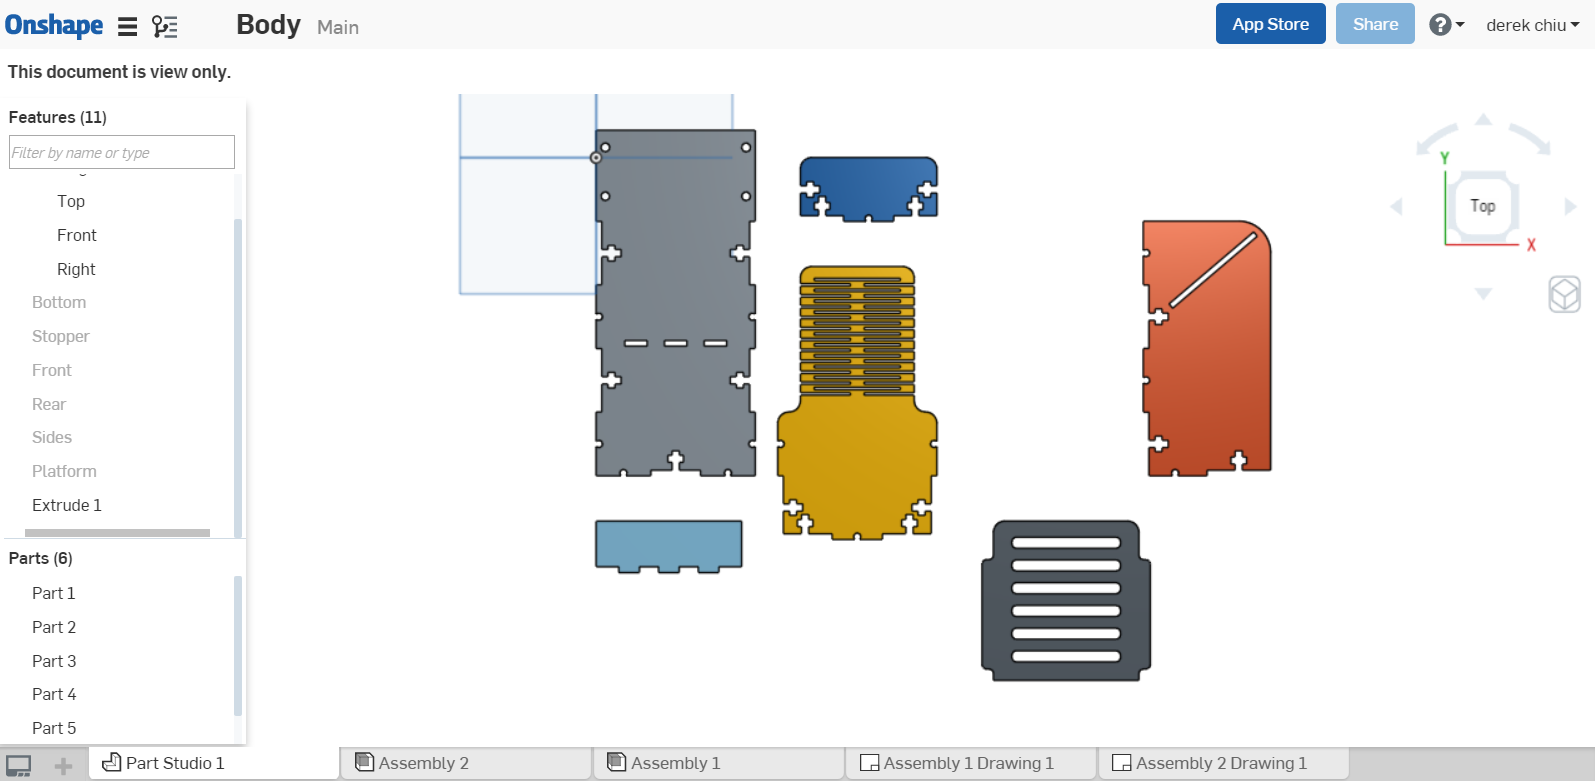 Onshape
Body Main
App Store
Share
?
derek chiu
This document is view only.
Features (11)
Filter by name or type
Top
Front
Right
Bottom
Stopper
Front
Rear
Sides
Platform
Extrude 1
Parts (6)
Part 1
Part 2
Part 3
Part 4
Part 5
Y
Top
X
Part Studio 1
Assembly 2
Assembly 1
Assembly 1 Drawing 1
Assembly 2 Drawing 1